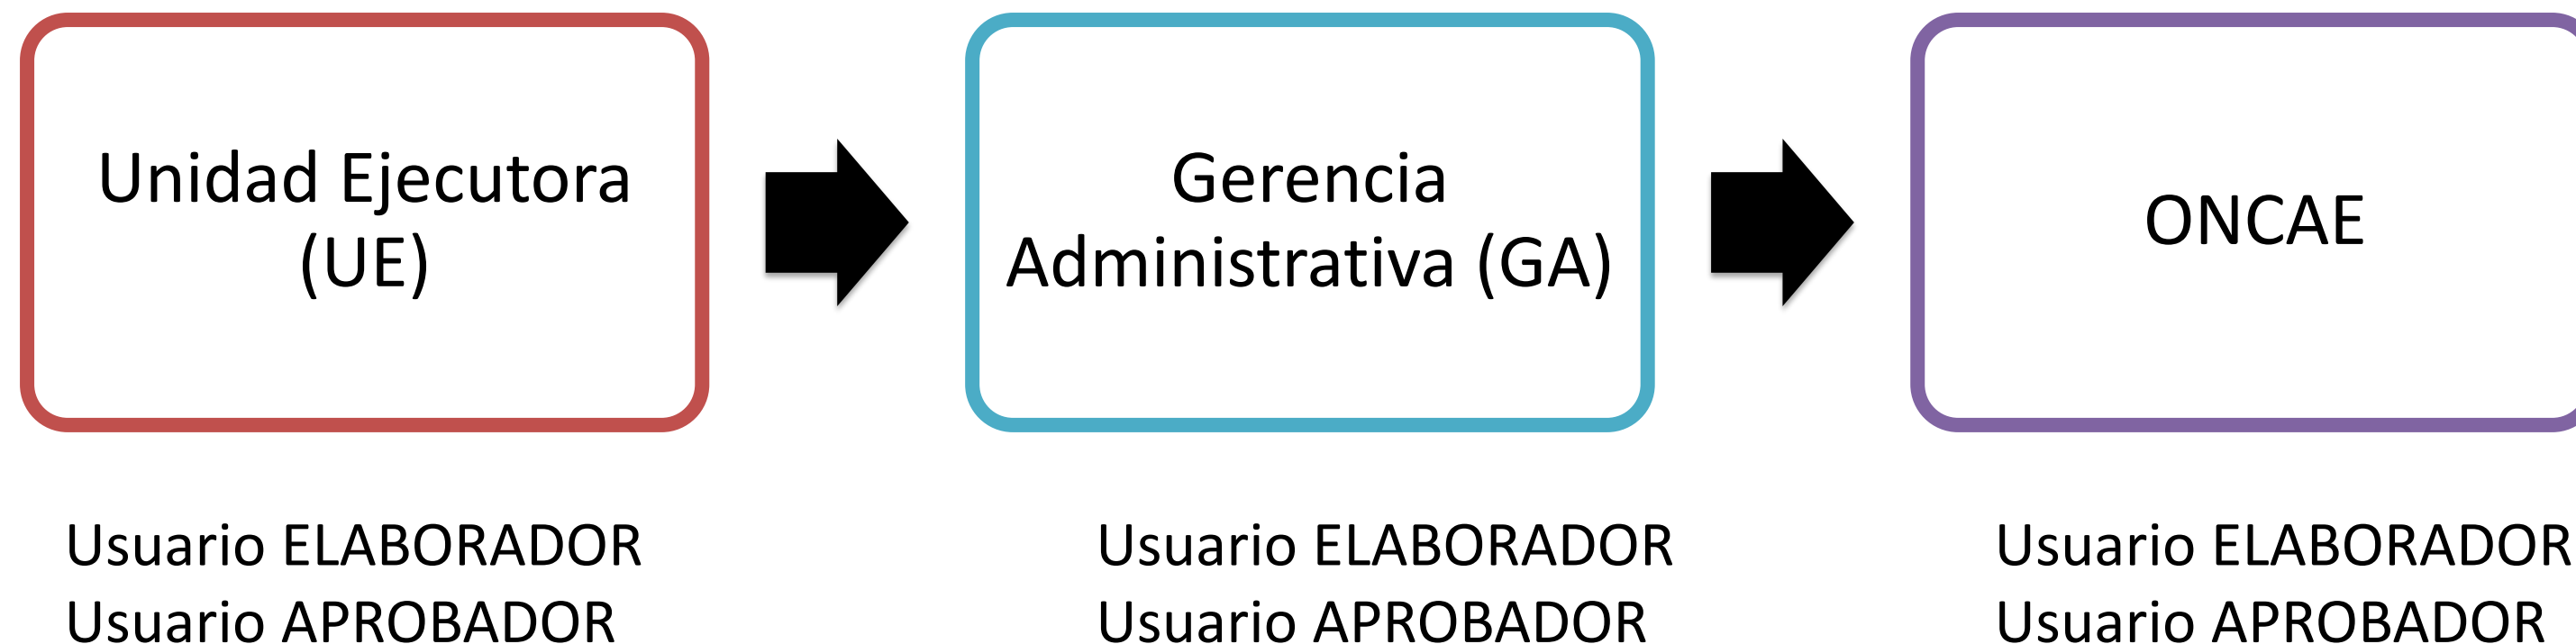 Unidad Ejecutora
(UE)
Gerencia
Administrativa (GA)
ONCAE
Usuario ELABORADOR
Usuario APROBADOR
Usuario ELABORADOR
Usuario APROBADOR
Usuario ELABORADOR
Usuario APROBADOR